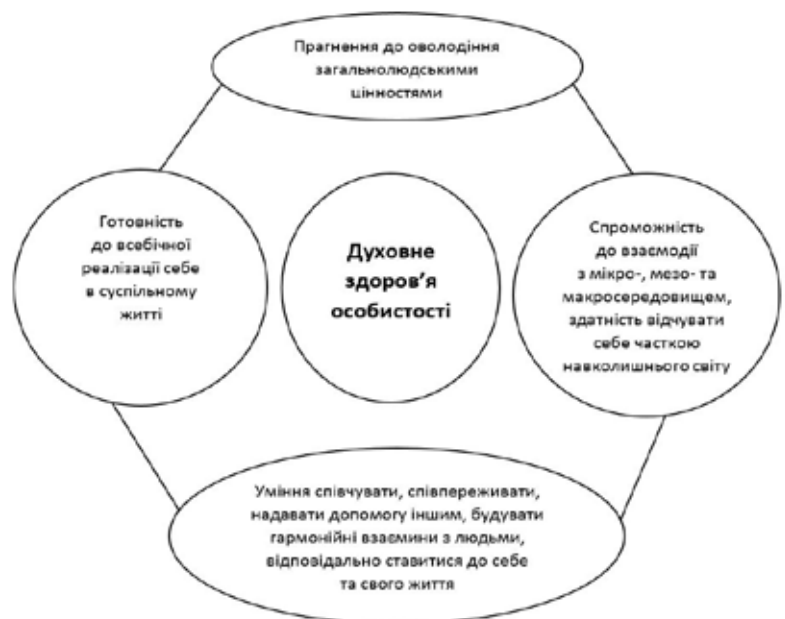 Прагнення до оволодіння
загальнолюдськими
цінностями
Готовність
до всебічної
реалізації себе
в суспільному
житті
Духовне
здоров’я
особистості
Спроможність
до взаємодії
з мікро-, мезо- та
макросередовищем,
здатність відчувати
себе часткою
навколишнього світу
Уміння співчувати, співпереживати,
надавати допомогу іншим, будувати
гармонійні взаємини з людьми,
відповідально ставитися до себе
та свого життя